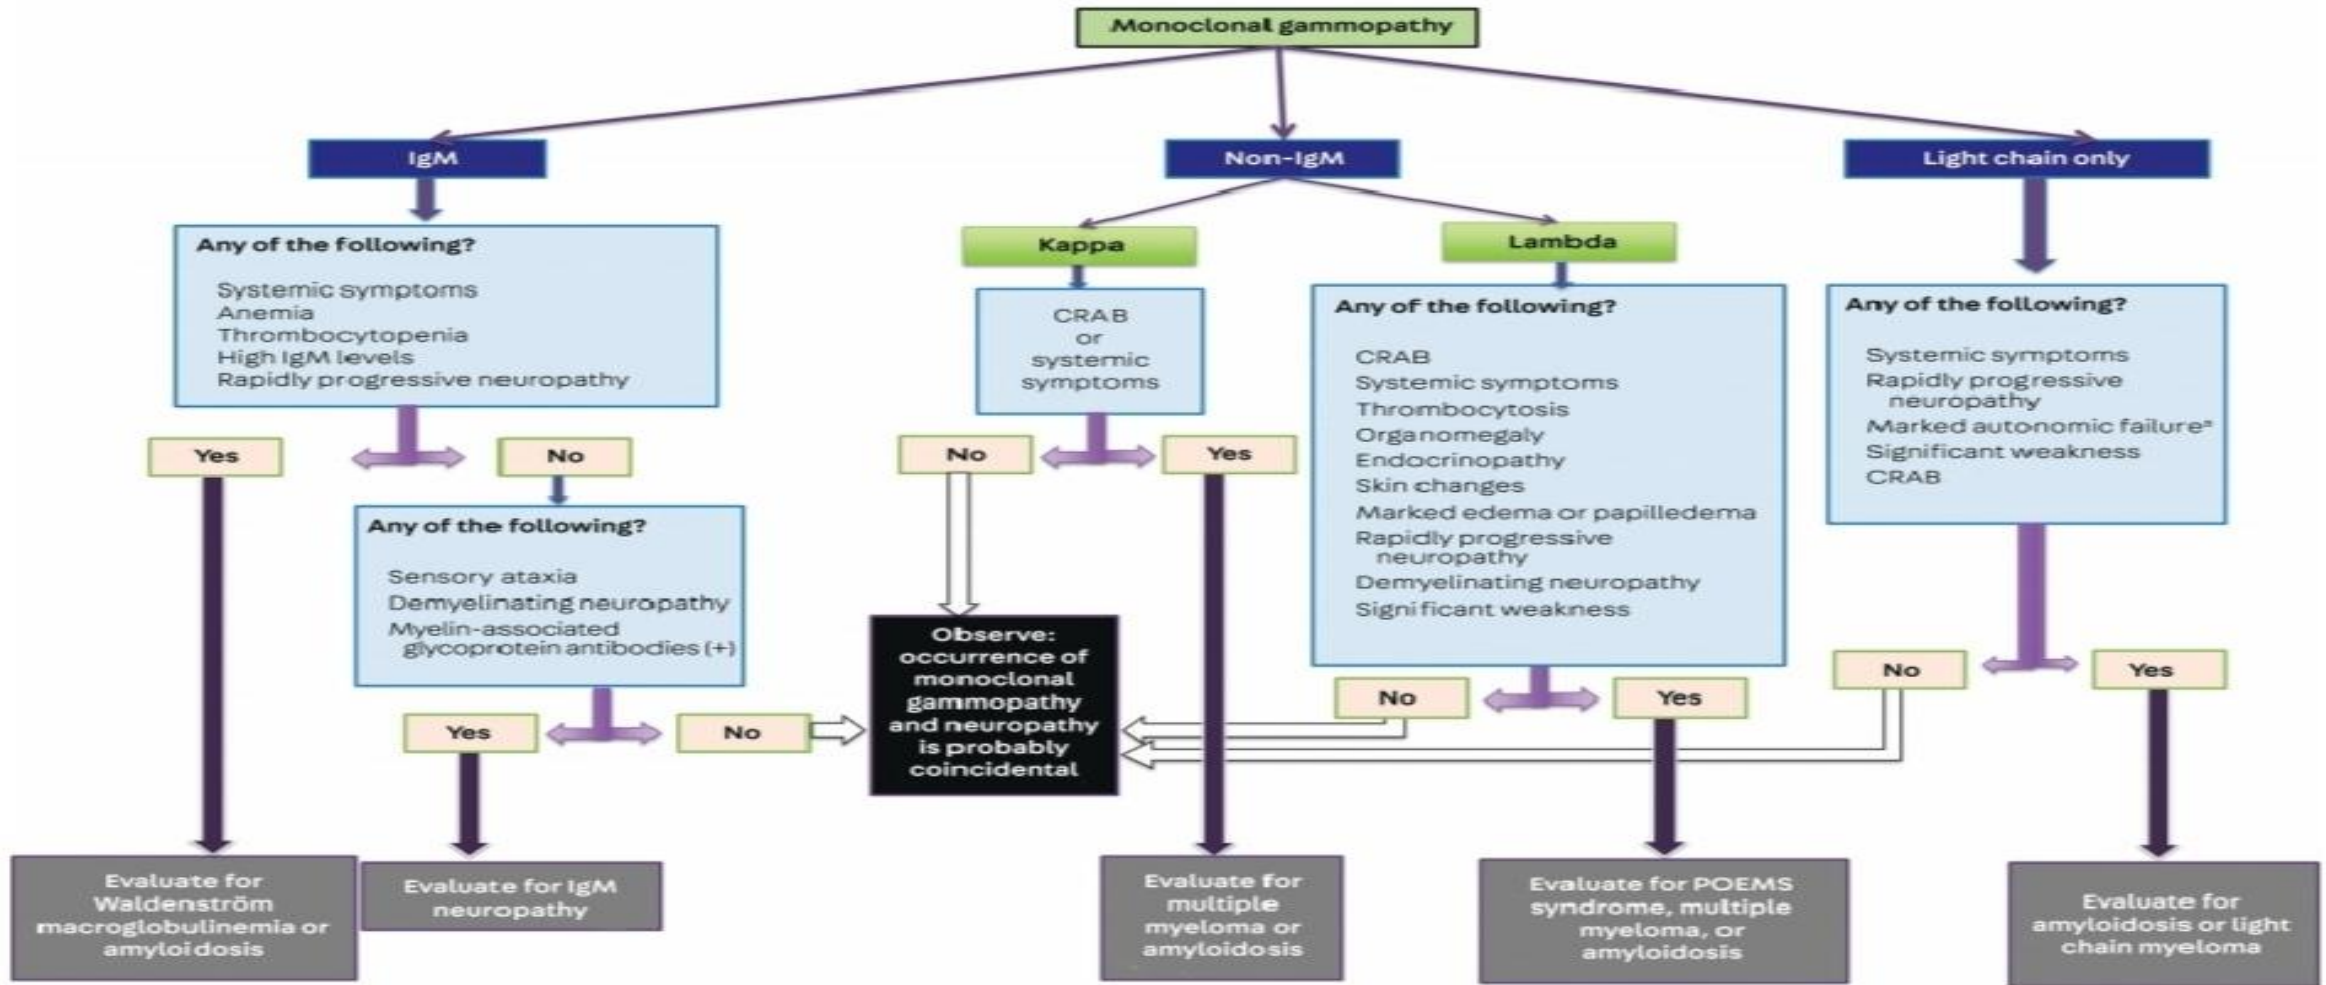 Monoclonal gammopathy
IgM
Non-IgM
Light chain only
Any of the following?
Systemic symptoms
Anemia
Thrombocytopenia
High IgM levels
Rapidly progressive neuropathy
Yes
No
Any of the following?
Sensory ataxia
Demyelinating neuropathy
Myelin-associated
glycoprotein antibodies (+)
Yes
No
Kappa
CRAB
or
systemic
symptoms
No
Yes
Observe:
occurrence of
monoclonal
gammopathy
and neuropathy
is probably
coincidental
Lambda
Any of the following?
CRAB
Systemic symptoms
Thrombocytosis
Organomegaly
Endocrinopathy
Skin changes
Marked edema or papilledema
Rapidly progressive
neuropathy
Demyelinating neuropathy
Significant weakness
No
Yes
Any of the following?
Systemic symptoms
Rapidly progressive
neuropathy
Marked autonomic failureª
Significant weakness
CRAB
No
Yes
Evaluate for
Waldenström
macroglobulinemia or
amyloidosis
Evaluate for IgM
neuropathy
Evaluate for
multiple
myeloma or
amyloidosis
Evaluate for POEMS
syndrome, multiple
myeloma, or
amyloidosis
Evaluate for
amyloidosis or light
chain myeloma